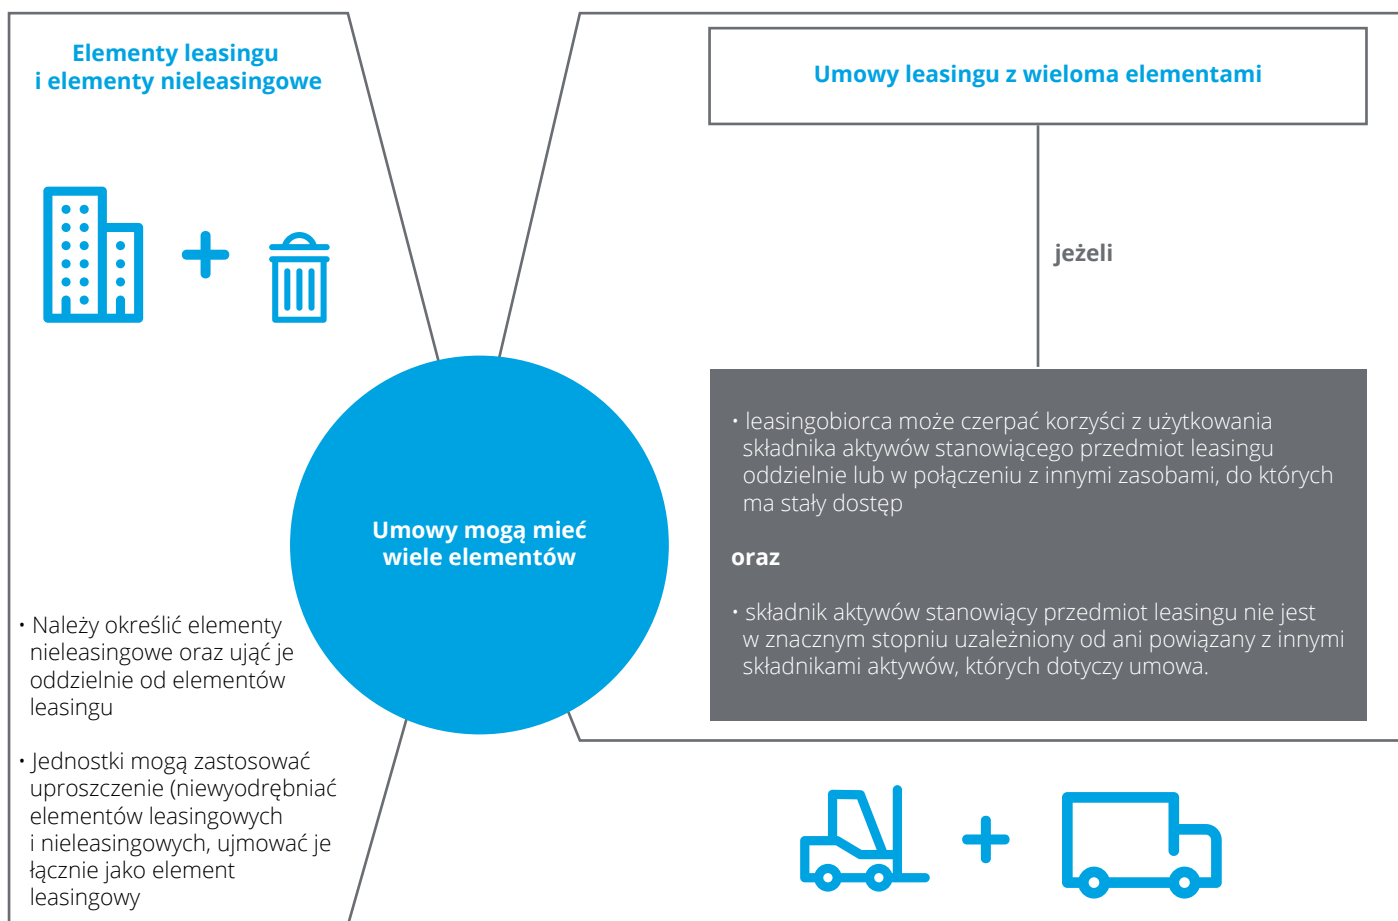 Elementy leasingu
i elementy nieleasingowe
• Należy określić elementy
nieleasingowe oraz ująć je
oddzielnie od elementów
leasingu
• Jednostki mogą zastosować
uproszczenie (niewyodrębniać
elementów leasingowych
i nieleasingowych, ujmować je
łącznie jako element
leasingowy
Umowy mogą mieć
wiele elementów
Umowy leasingu z wieloma elementami
jeżeli
• leasingobiorca może czerpać korzyści z użytkowania
składnika aktywów stanowiącego przedmiot leasingu
oddzielnie lub w połączeniu z innymi zasobami, do których
ma stały dostęp
oraz
• składnik aktywów stanowiący przedmiot leasingu nie jest
w znacznym stopniu uzależniony od ani powiązany z innymi
składnikami aktywów, których dotyczy umowa.